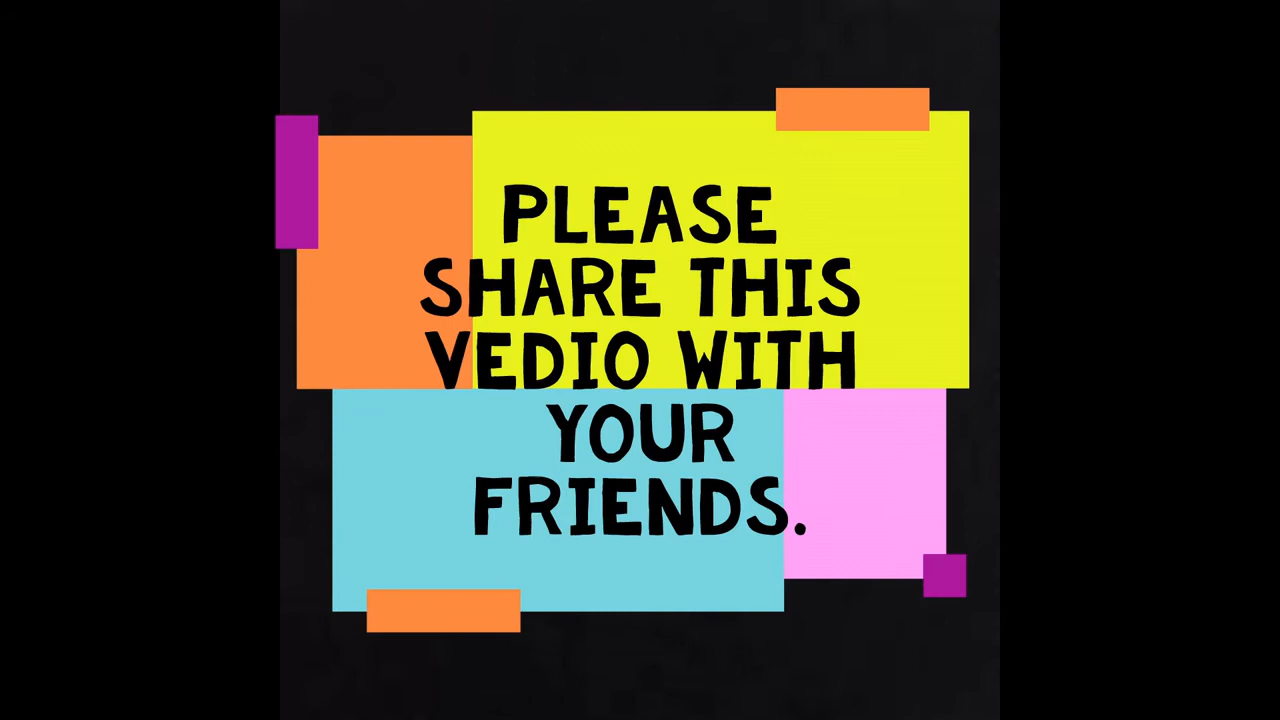 PLEASE
SHARE THIS
VEDIO WITH
YOUR
FRIENDS.